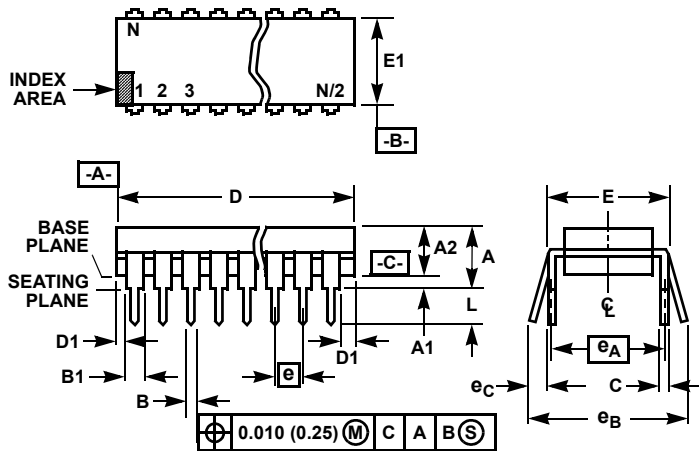 N
E1
INDEX
AREA
1 2 3 N/2
-B-
-A-
D
E
BASE
PLANE
A2
A
-C-
SEATING
PLANE
L
℄
D1
A1
D1
e
eA
B1
eC
C
B
eB
⌖ 0.010 (0.25) Ⓜ C A B Ⓢ